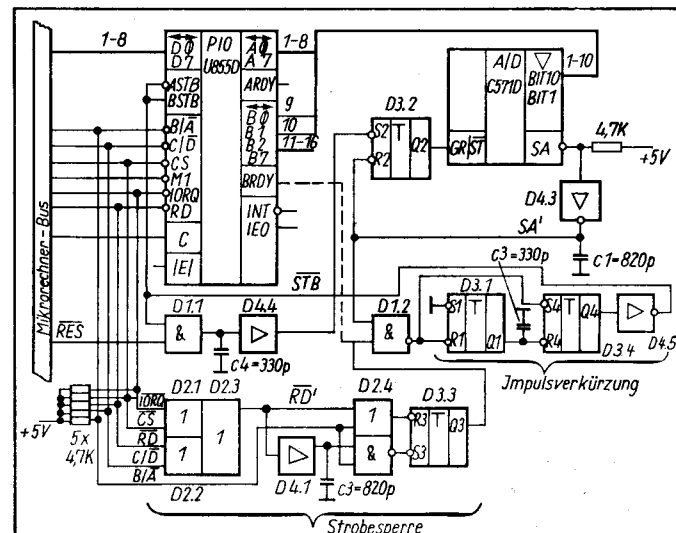 1-8
D0
D7
PIO
U855D
A0
A7
1-8
ASTB
BSTB
ARDY
B/A
C/D
CS
M1
IORQ
RD
B0
B1
B2
B7
9
10
11-16
BRDY
INT
IEO
C
IEI
Mikrorechner-Bus
A/D
C571D
BIT10
BIT1
1-10
GR/ST
SA
4,7K
+5V
D3.2
S2
T
Q2
R2
D4.3
SA'
c1=820p
STB
RES
D1.1
&
D4.4
c4=330p
D1.2
&
c3=330p
D3.1
S1
T
R1
Q1
S4
T
Q4
R4
D3.4
D4.5
Impulsverkürzung
+5V
5x
4,7K
IORQ
CS
RD
C/D
B/A
D2.1
D2.3
1
1
1
D2.2
RD'
D4.1
c3=820p
D2.4
1
&
D3.3
R3
T
Q3
S3
Strobesperre